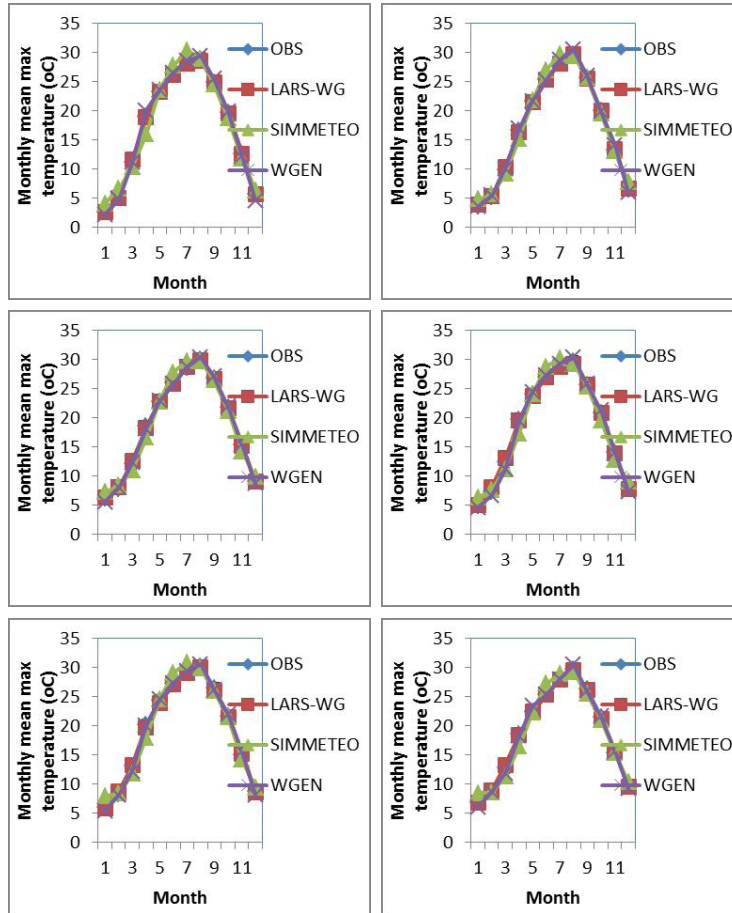 Monthly mean max
temperature (oC)
35
30
25
20
15
10
5
0
1 3 5 7 9 11
Month
OBS
LARS-WG
SIMMETEO
WGEN
Monthly mean max
temperature (oC)
35
30
25
20
15
10
5
0
1 3 5 7 9 11
Month
OBS
LARS-WG
SIMMETEO
WGEN
Monthly mean max
temperature (oC)
35
30
25
20
15
10
5
0
1 3 5 7 9 11
Month
OBS
LARS-WG
SIMMETEO
WGEN
Monthly mean max
temperature (oC)
35
30
25
20
15
10
5
0
1 3 5 7 9 11
Month
OBS
LARS-WG
SIMMETEO
WGEN
Monthly mean max
temperature (oC)
35
30
25
20
15
10
5
0
1 3 5 7 9 11
Month
OBS
LARS-WG
SIMMETEO
WGEN
Monthly mean max
temperature (oC)
35
30
25
20
15
10
5
0
1 3 5 7 9 11
Month
OBS
LARS-WG
SIMMETEO
WGEN